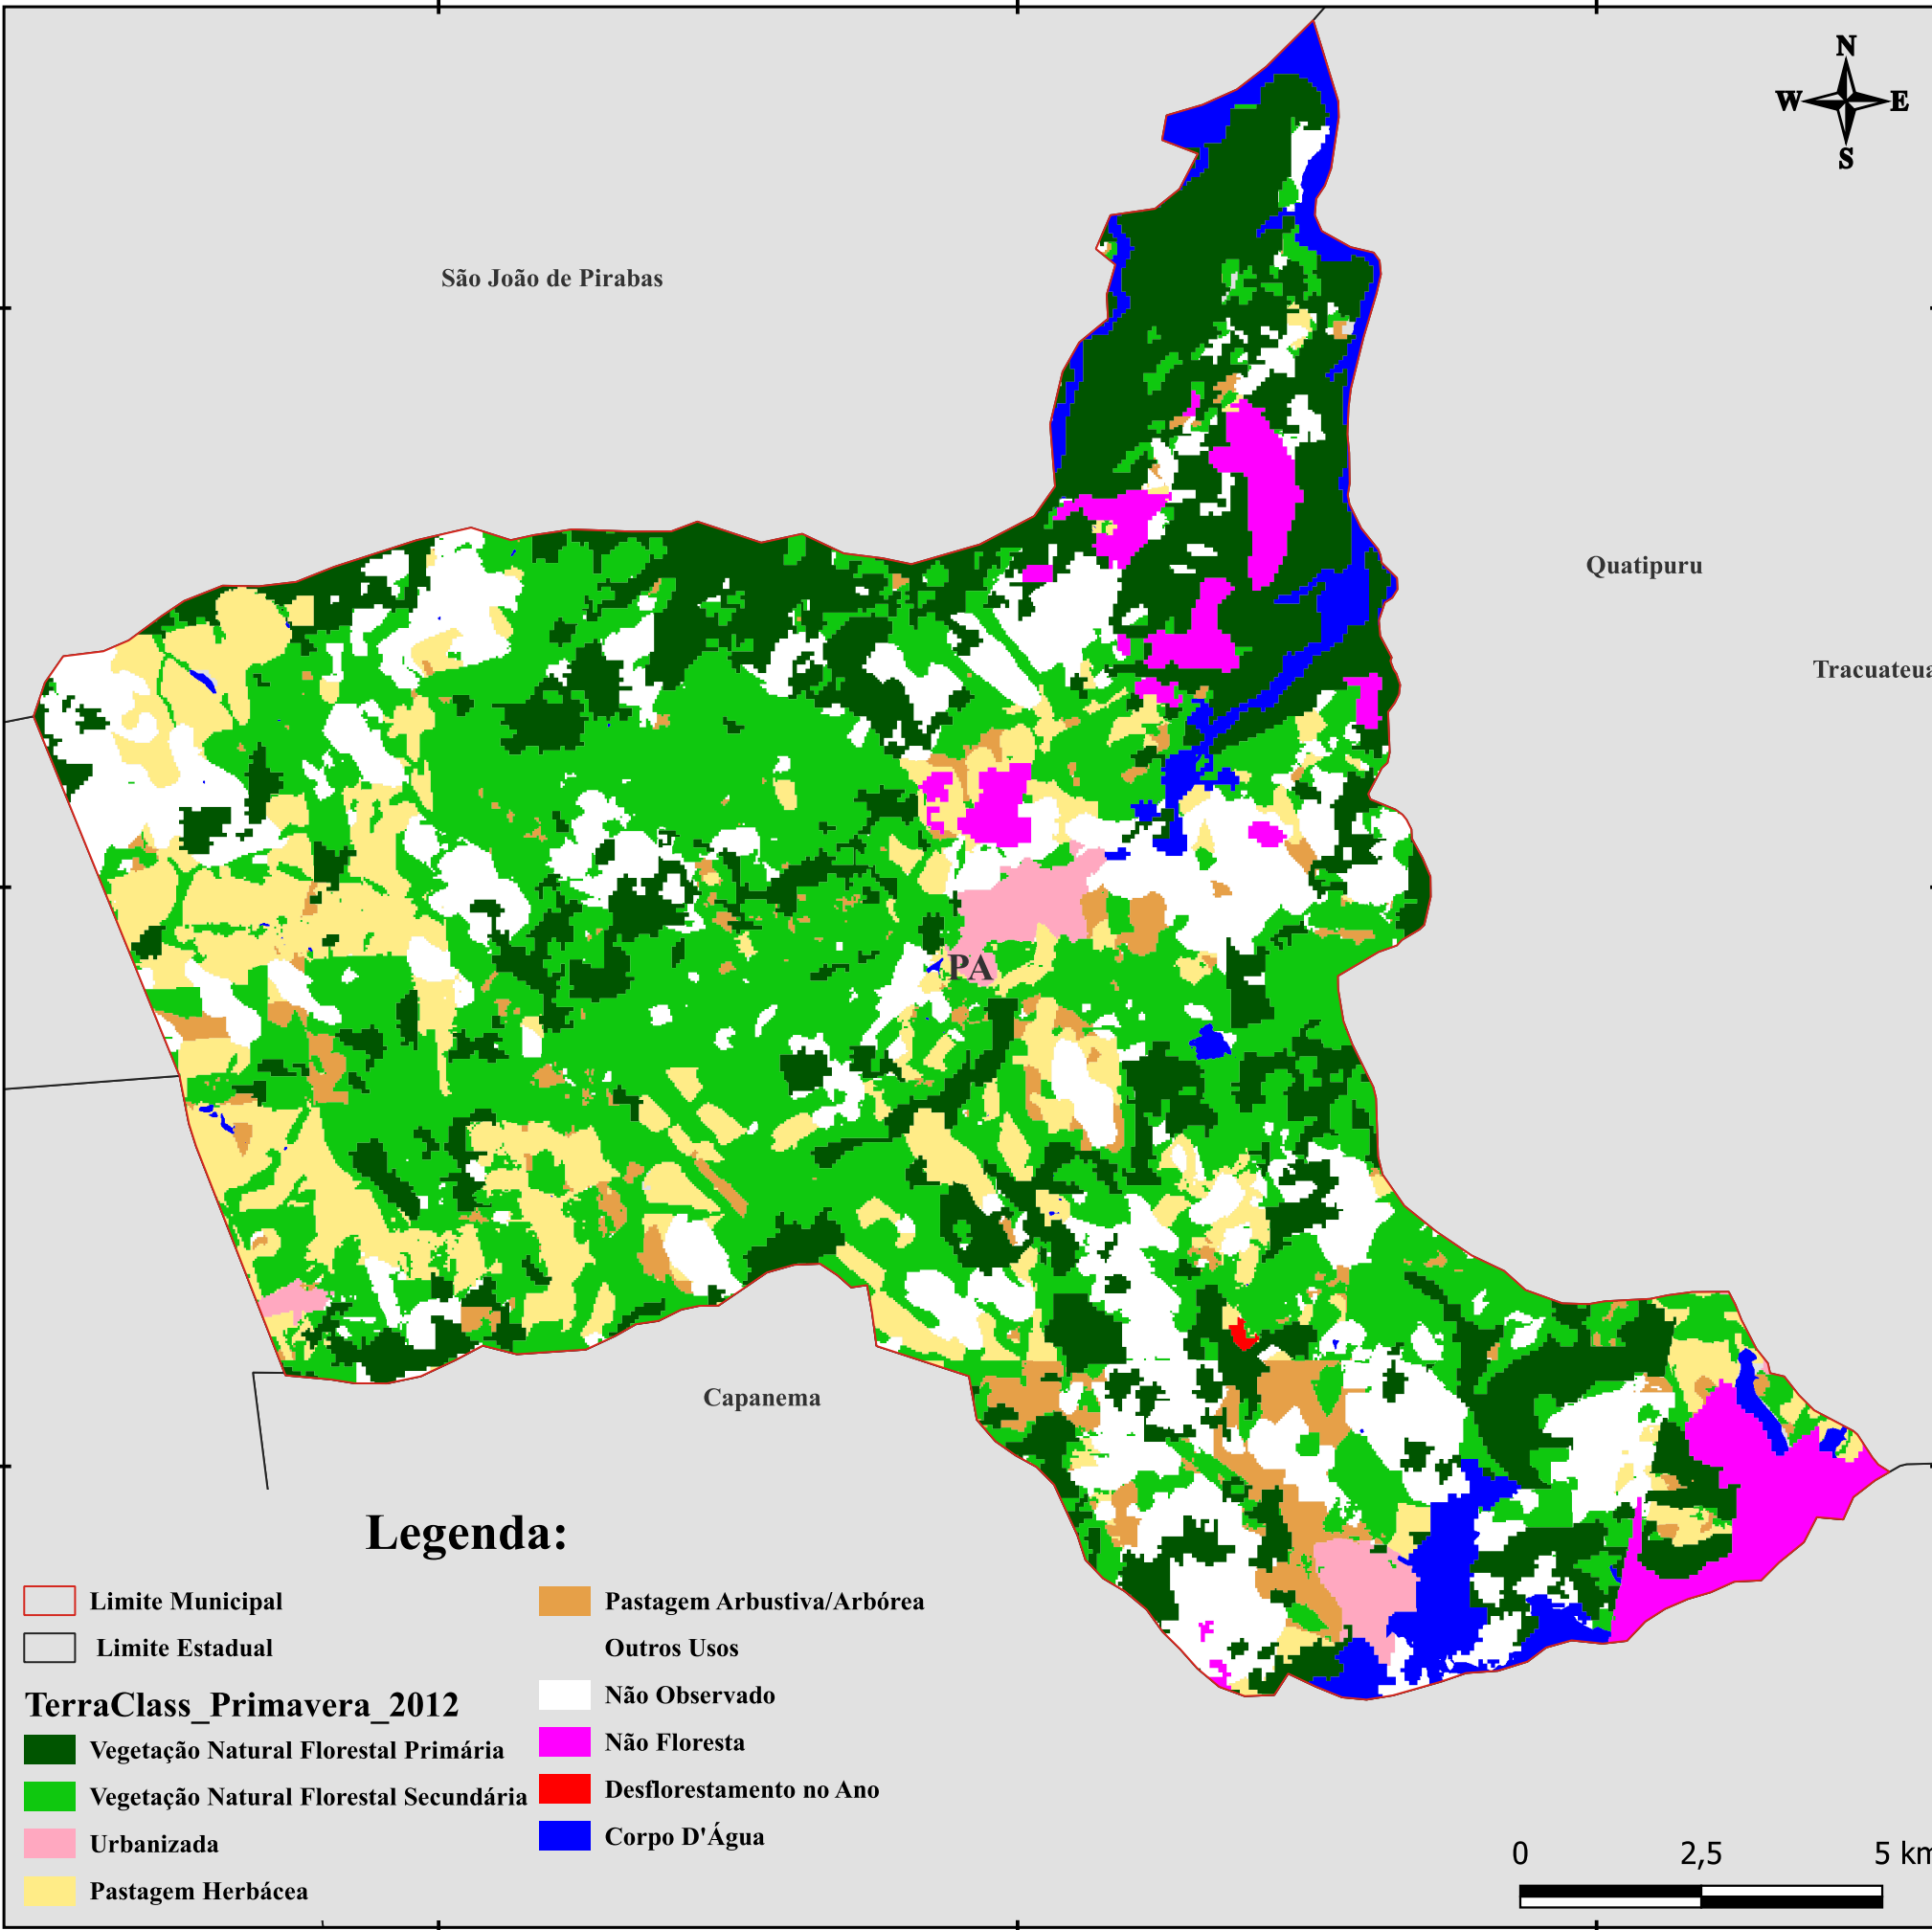 N
W E
S
São João de Pirabas
Quatipuru
Tracuateua
PA
Capanema
Legenda:
Limite Municipal
Limite Estadual
TerraClass_Primavera_2012
Vegetação Natural Florestal Primária
Vegetação Natural Florestal Secundária
Urbanizada
Pastagem Herbácea
Pastagem Arbustiva/Arbórea
Outros Usos
Não Observado
Não Floresta
Desflorestamento no Ano
Corpo D'Água
0 2,5 5 km